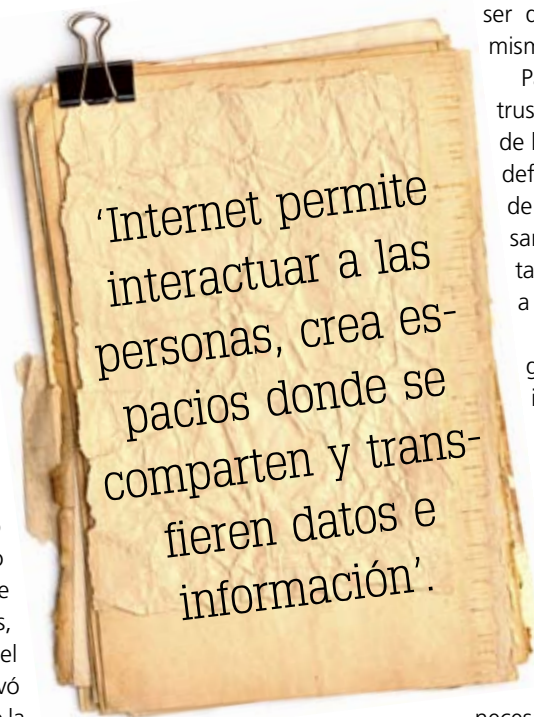 ‘Internet permite
interactuar a las
personas, crea es-
pacios donde se
comparten y trans-
fieren datos e
información’.